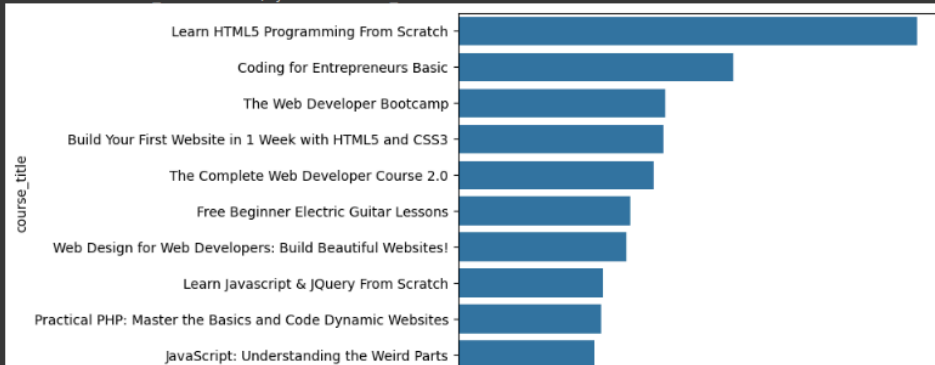 course_title
Learn HTML5 Programming From Scratch
Coding for Entrepreneurs Basic
The Web Developer Bootcamp
Build Your First Website in 1 Week with HTML5 and CSS3
The Complete Web Developer Course 2.0
Free Beginner Electric Guitar Lessons
Web Design for Web Developers: Build Beautiful Websites!
Learn Javascript & JQuery From Scratch
Practical PHP: Master the Basics and Code Dynamic Websites
JavaScript: Understanding the Weird Parts